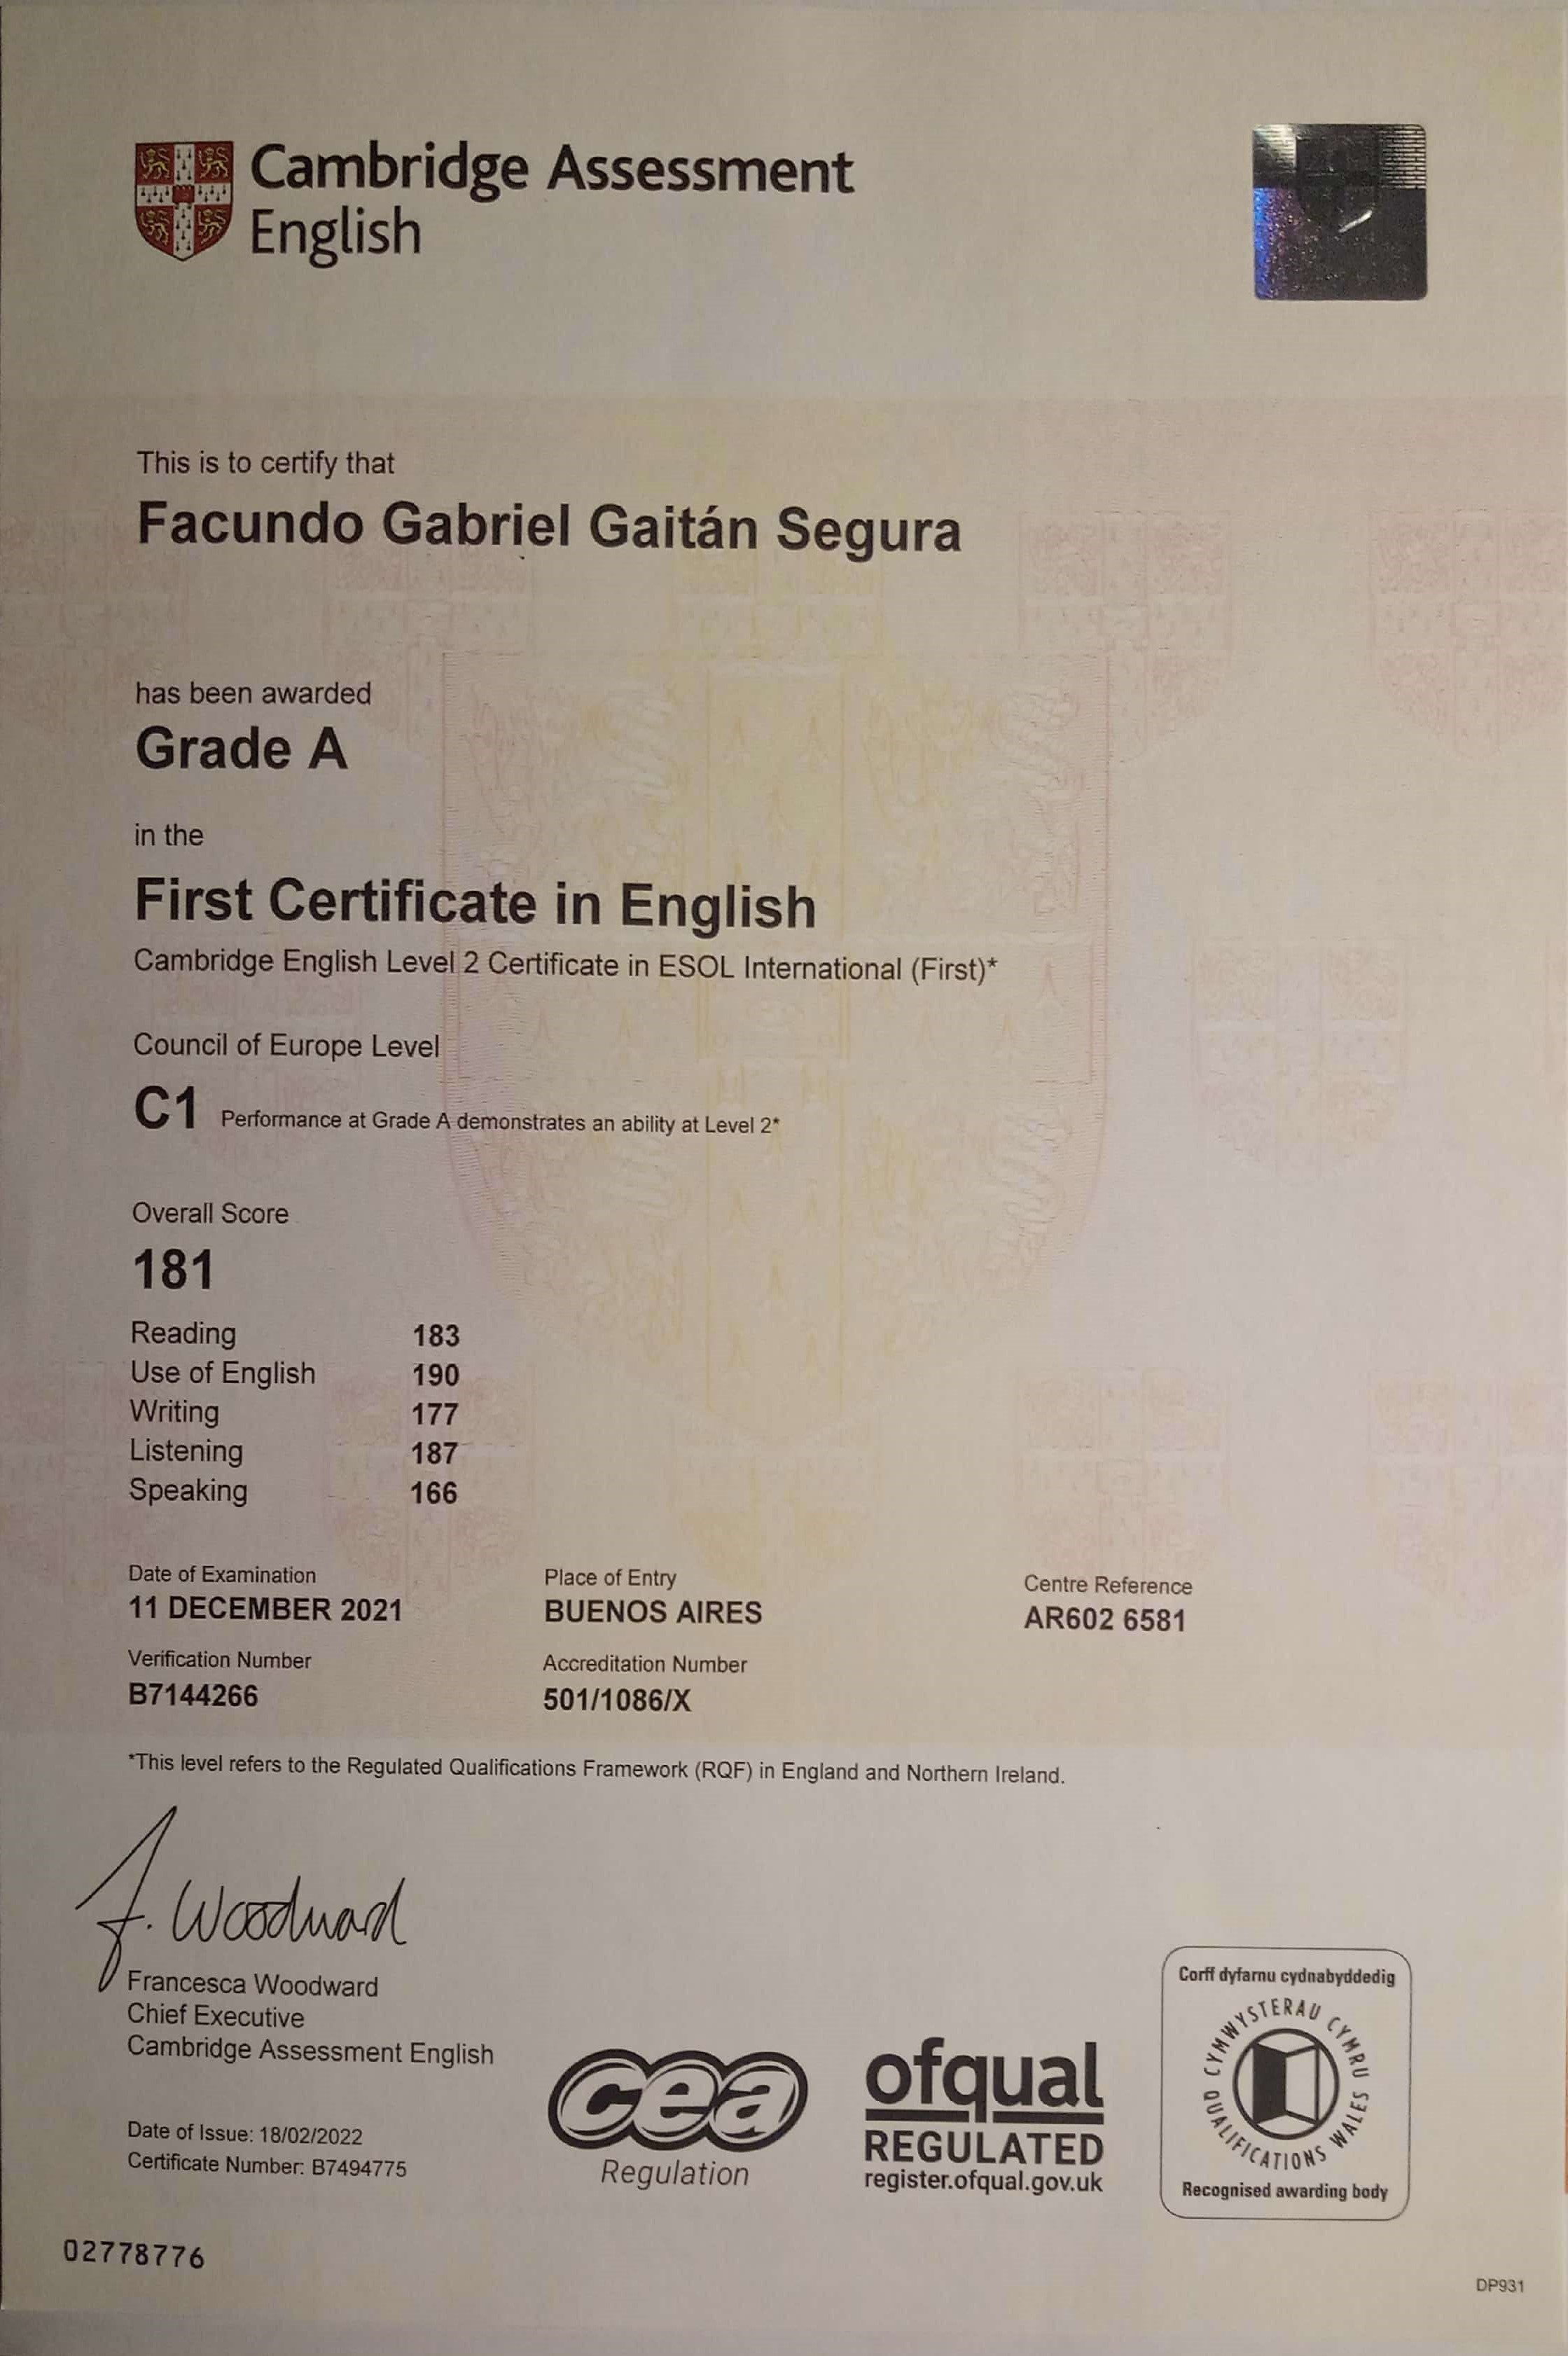 Cambridge Assessment
English
This is to certify that
Facundo Gabriel Gaitán Segura
has been awarded
Grade A
in the
First Certificate in English
Cambridge English Level 2 Certificate in ESOL International (First)*
Council of Europe Level
C1 Performance at Grade A demonstrates an ability at Level 2*
Overall Score
181
Reading 183
Use of English 190
Writing 177
Listening 187
Speaking 166
Date of Examination Place of Entry Centre Reference
11 DECEMBER 2021 BUENOS AIRES AR602 6581
Verification Number Accreditation Number
B7144266 501/1086/X
*This level refers to the Regulated Qualifications Framework (RQF) in England and Northern Ireland.
f. Woodward
Francesca Woodward
Chief Executive
Cambridge Assessment English
Date of Issue: 18/02/2022
Certificate Number: B7494775
cea
Regulation
ofqual
REGULATED
register.ofqual.gov.uk
Corff dyfarnu cydnabyddedig
CYMWYSTERAU CYMRU
QUALIFICATIONS WALES
Recognised awarding body
02778776
DP931